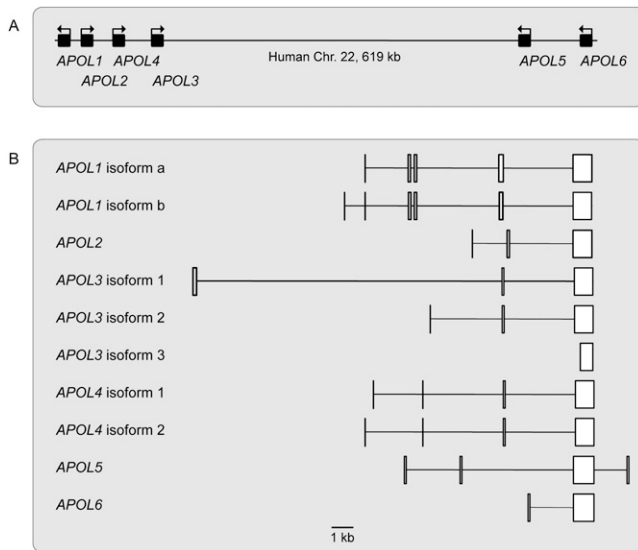 A
Human Chr. 22, 619 kb
APOL1 APOL4 APOL5 APOL6
APOL2 APOL3
B
APOL1 isoform a
APOL1 isoform b
APOL2
APOL3 isoform 1
APOL3 isoform 2
APOL3 isoform 3
APOL4 isoform 1
APOL4 isoform 2
APOL5
APOL6
1 kb